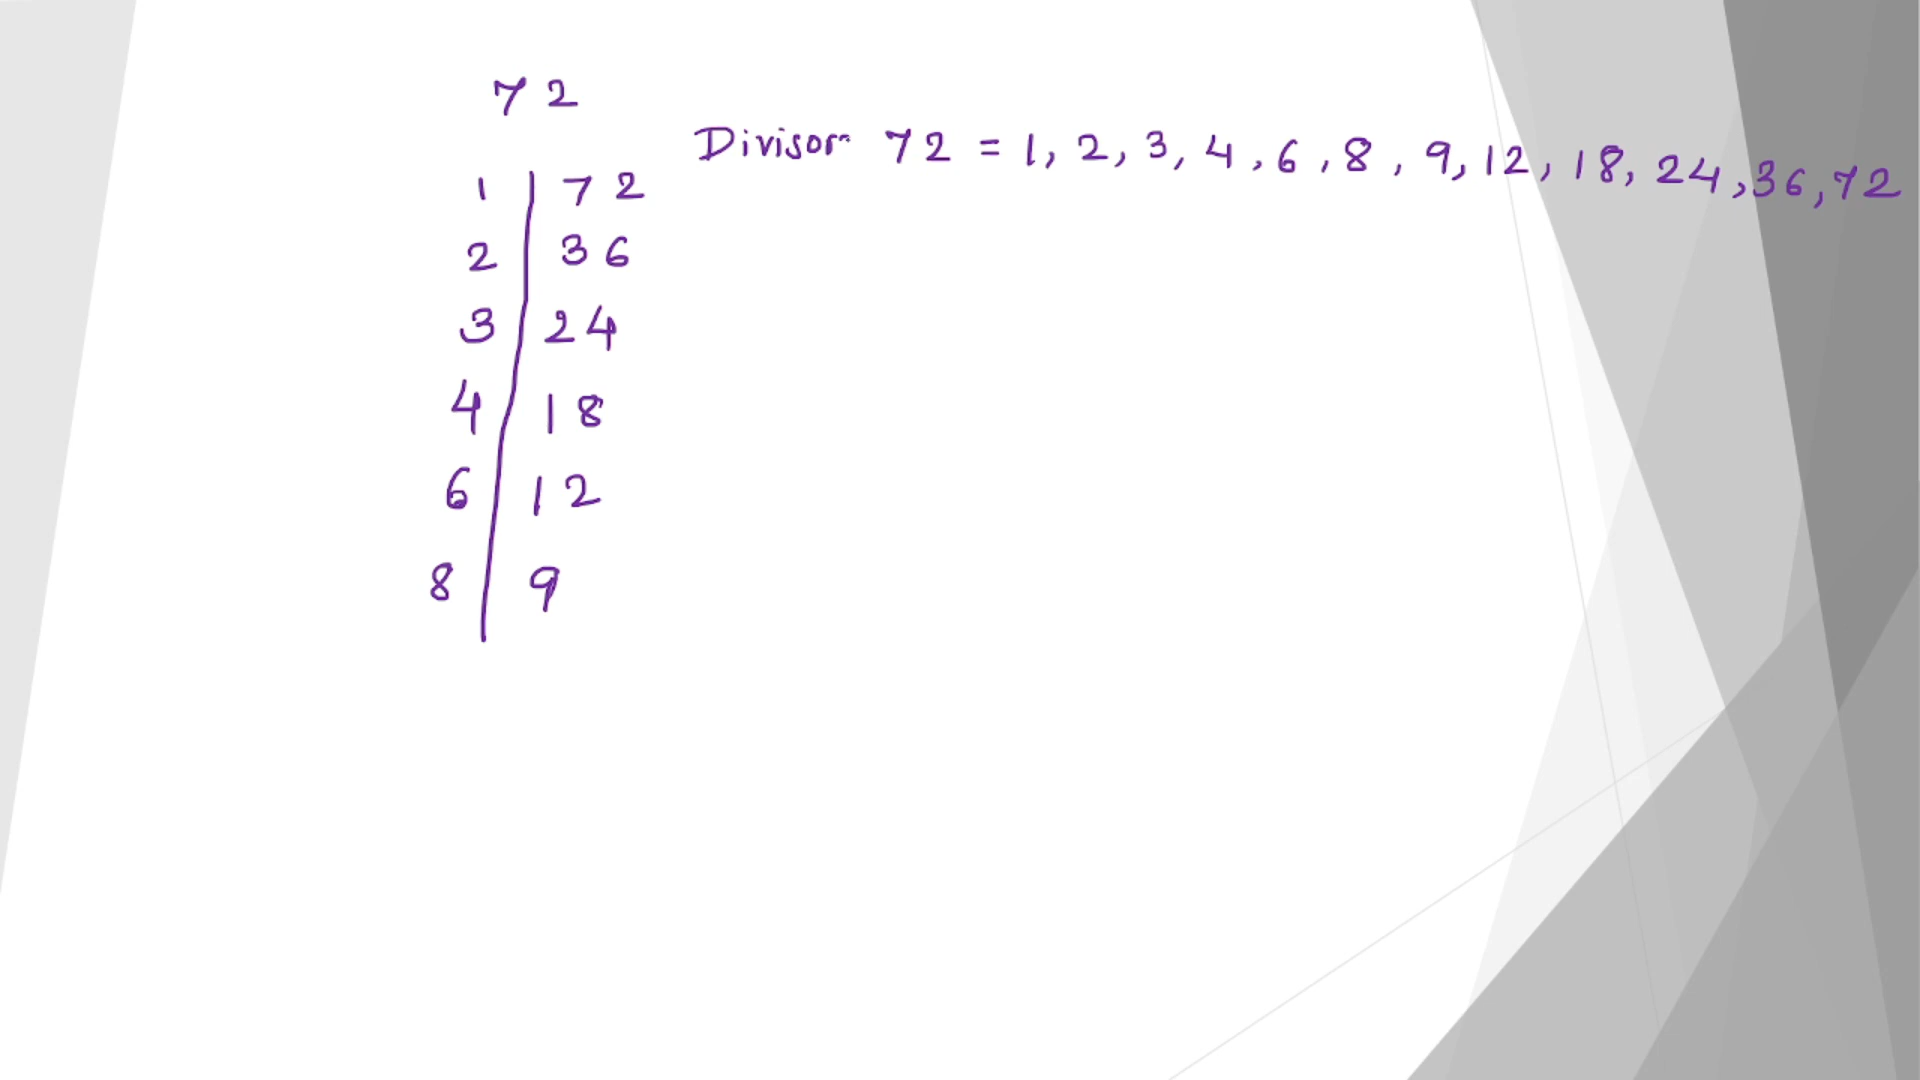 72
Divisor 72 = 1, 2, 3, 4, 6, 8, 9, 12, 18, 24, 36, 72
1 | 72
2 | 36
3 | 24
4 | 18
6 | 12
8 | 9